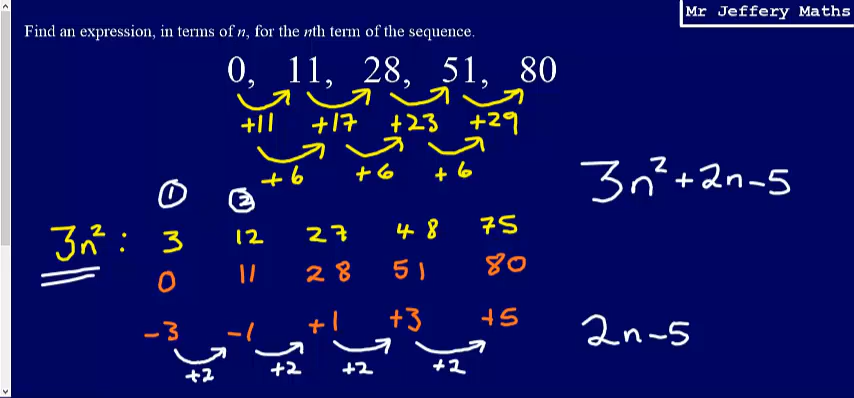 Mr Jeffery Maths
Find an expression, in terms of n, for the nth term of the sequence.
0, 11, 28, 51, 80
+11 +17 +23 +29
+6 +6 +6
3n²+2n-5
① ②
3n² : 3 12 27 48 75
0 11 28 51 80
-3 -1 +1 +3 +5
2n-5
+2 +2 +2 +2